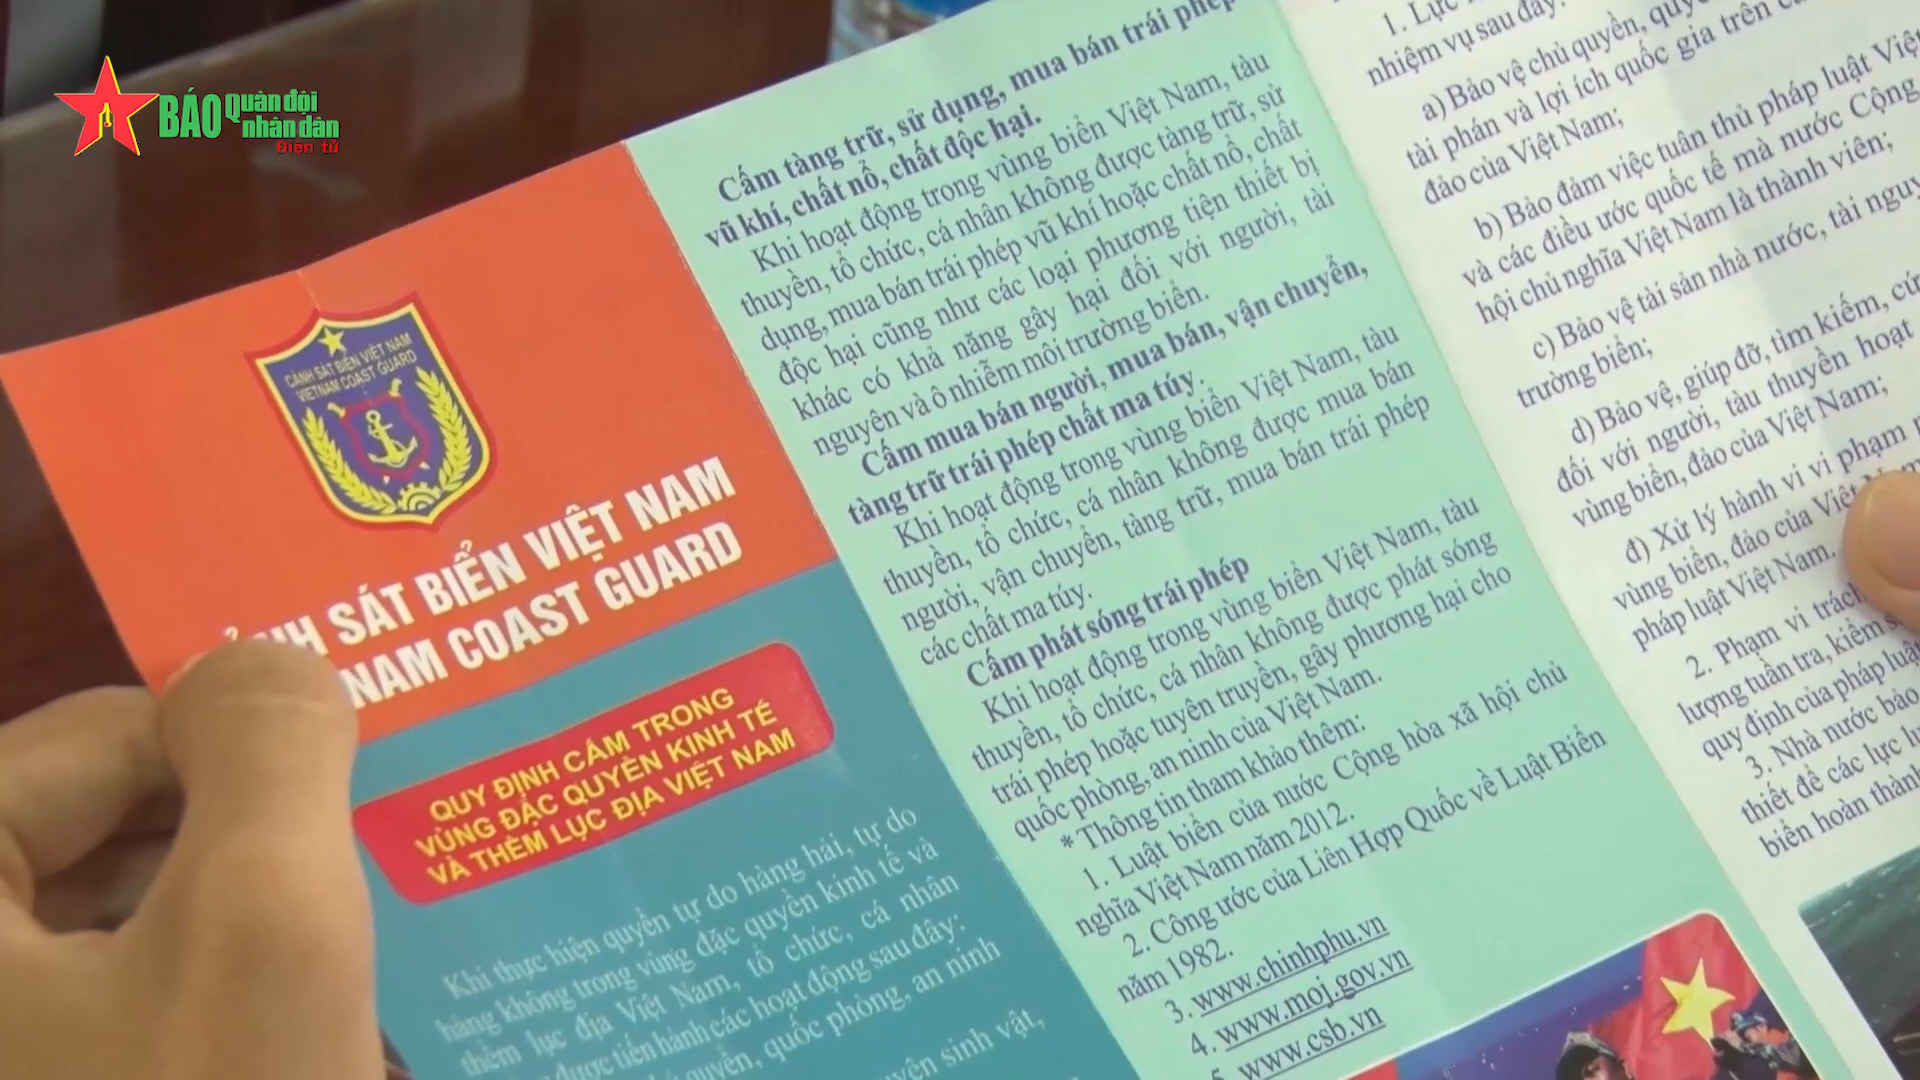 BÁO Quân đội
nhân dân
Điện tử
CẢNH SÁT BIỂN VIỆT NAM
VIETNAM COAST GUARD
SÁT BIỂN VIỆT NAM
NAM COAST GUARD
QUY ĐỊNH CẤM TRONG
VÙNG ĐẶC QUYỀN KINH TẾ
VÀ THỀM LỤC ĐỊA VIỆT NAM
Khi thực hiện quyền tự do hàng hải, tự do
hàng không trong vùng đặc quyền kinh tế và
thềm lục địa Việt Nam, tổ chức, cá nhân
được tiến hành các hoạt động sau đây:
quyền, quốc phòng, an ninh
sinh vật,
Cấm tàng trữ, sử dụng, mua bán trái phép
vũ khí, chất nổ, chất độc hại.
Khi hoạt động trong vùng biển Việt Nam, tàu
thuyền, tổ chức, cá nhân không được tàng trữ, sử
dụng, mua bán trái phép vũ khí hoặc chất nổ, chất
độc hại cũng như các loại phương tiện thiết bị
khác có khả năng gây hại đối với người, tài
nguyên và ô nhiễm môi trường biển.
Cấm mua bán người, mua bán, vận chuyển,
tàng trữ trái phép chất ma túy.
Khi hoạt động trong vùng biển Việt Nam, tàu
thuyền, tổ chức, cá nhân không được mua bán
người, vận chuyển, tàng trữ, mua bán trái phép
các chất ma túy.
Cấm phát sóng trái phép
Khi hoạt động trong vùng biển Việt Nam, tàu
thuyền, tổ chức, cá nhân không được phát sóng
trái phép hoặc tuyên truyền, gây phương hại cho
quốc phòng, an ninh của Việt Nam.
* Thông tin tham khảo thêm:
1. Luật biển của nước Cộng hòa xã hội chủ
nghĩa Việt Nam năm 2012.
2. Công ước của Liên Hợp Quốc về Luật Biển
năm 1982.
3. www.chinhphu.vn
4. www.moj.gov.vn
5. www.csb.vn
1. Lực
nhiệm vụ sau đây:
a) Bảo vệ chủ quyền,
tài phán và lợi ích quốc gia trên
đảo của Việt Nam;
b) Bảo đảm việc tuân thủ pháp luật Việt
và các điều ước quốc tế mà nước Cộng
hội chủ nghĩa Việt Nam là thành viên;
c) Bảo vệ tài sản nhà nước, tài
trường biển;
d) Bảo vệ, giúp đỡ, tìm kiếm, cứ
đối với người, tàu thuyền hoạt
vùng biển, đảo của Việt Nam;
đ) Xử lý hành vi vi phạm
vùng biển, đảo của Việt
pháp luật Việt Nam.
2. Phạm vi trách
lượng tuần tra, kiểm
quy định của pháp luật
3. Nhà nước bảo
thiết để các lực
biển hoàn thành